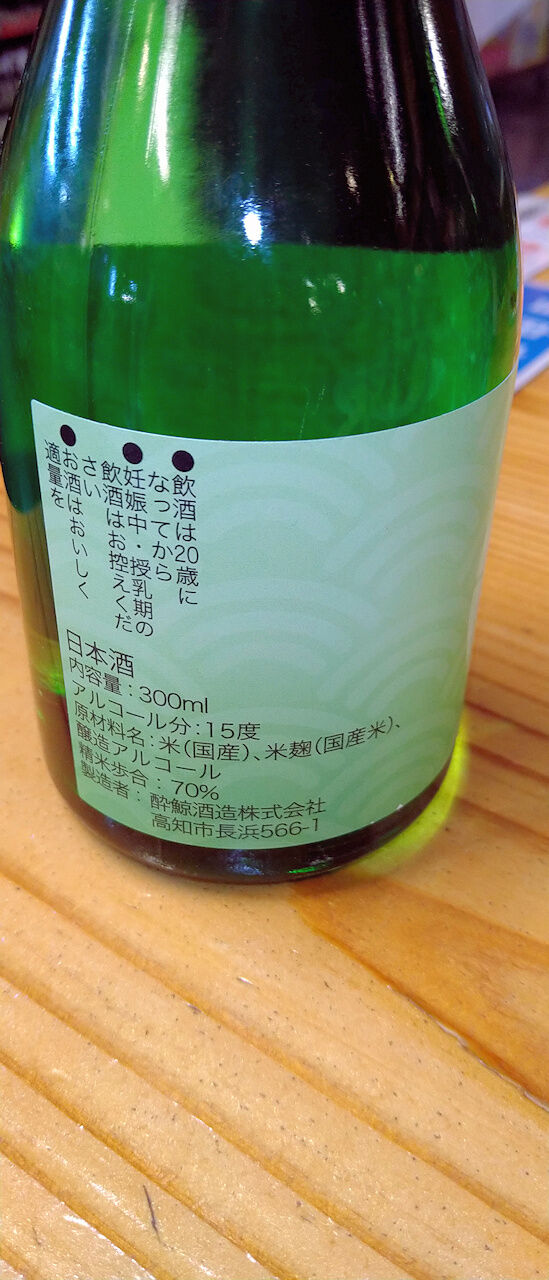 ●飲酒は20歳に
なってから
●妊娠中・授乳期の
飲酒はお控えくだ
さい
●お酒はおいしく
適量を
日本酒
内容量：300ml
アルコール分：15度
原材料名：米（国産）、米麹（国産米）、
醸造アルコール
精米歩合：70%
製造者：酔鯨酒造株式会社
高知市長浜566-1